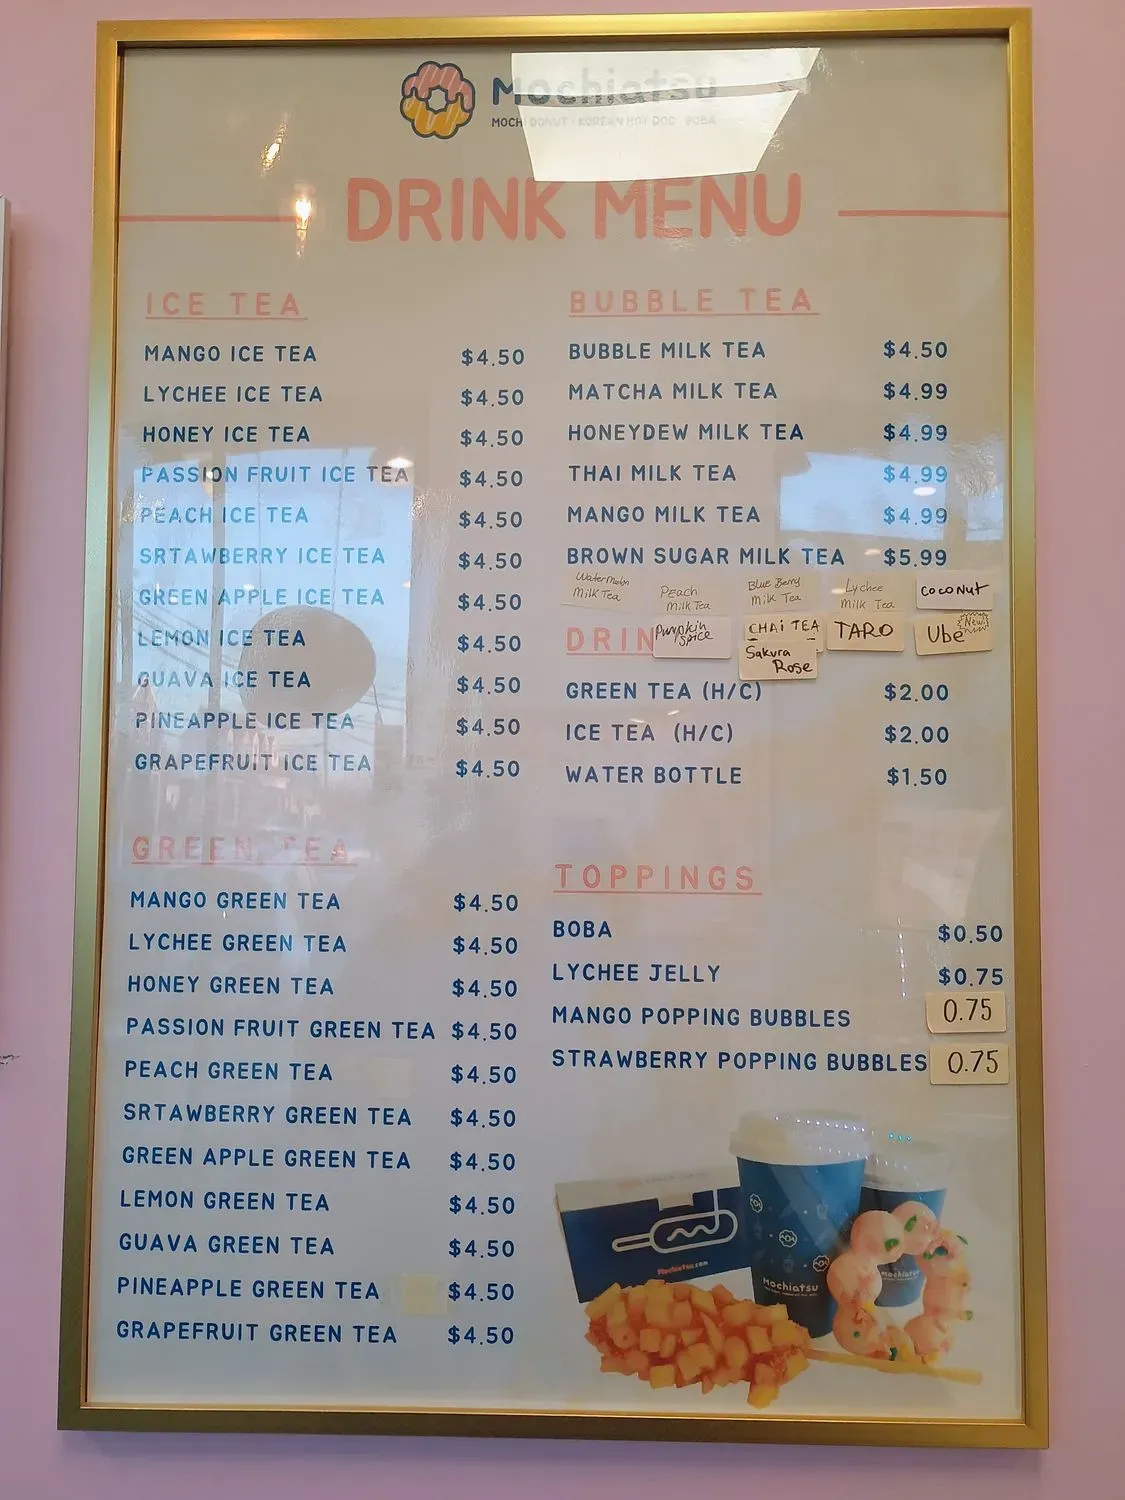 Mochiatsu
MOCHI DONUT · KOREAN HOT DOG · BOBA
DRINK MENU
ICE TEA
MANGO ICE TEA $4.50
LYCHEE ICE TEA $4.50
HONEY ICE TEA $4.50
PASSION FRUIT ICE TEA $4.50
PEACH ICE TEA $4.50
SRTAWBERRY ICE TEA $4.50
GREEN APPLE ICE TEA $4.50
LEMON ICE TEA $4.50
GUAVA ICE TEA $4.50
PINEAPPLE ICE TEA $4.50
GRAPEFRUIT ICE TEA $4.50
GREEN TEA
MANGO GREEN TEA $4.50
LYCHEE GREEN TEA $4.50
HONEY GREEN TEA $4.50
PASSION FRUIT GREEN TEA $4.50
PEACH GREEN TEA $4.50
SRTAWBERRY GREEN TEA $4.50
GREEN APPLE GREEN TEA $4.50
LEMON GREEN TEA $4.50
GUAVA GREEN TEA $4.50
PINEAPPLE GREEN TEA $4.50
GRAPEFRUIT GREEN TEA $4.50
BUBBLE TEA
BUBBLE MILK TEA $4.50
MATCHA MILK TEA $4.99
HONEYDEW MILK TEA $4.99
THAI MILK TEA $4.99
MANGO MILK TEA $4.99
BROWN SUGAR MILK TEA $5.99
Watermelon
Milk Tea
Peach
Milk Tea
Blue Berry
Milk Tea
Lychee
Milk Tea
COCONUT
Pumpkin
Spice
CHAI TEA
TARO
Ube New!
Sakura
Rose
DRIN
GREEN TEA (H/C) $2.00
ICE TEA (H/C) $2.00
WATER BOTTLE $1.50
TOPPINGS
BOBA $0.50
LYCHEE JELLY $0.75
MANGO POPPING BUBBLES 0.75
STRAWBERRY POPPING BUBBLES 0.75
Mochiatsu.com
Mochiatsu
Mochiatsu